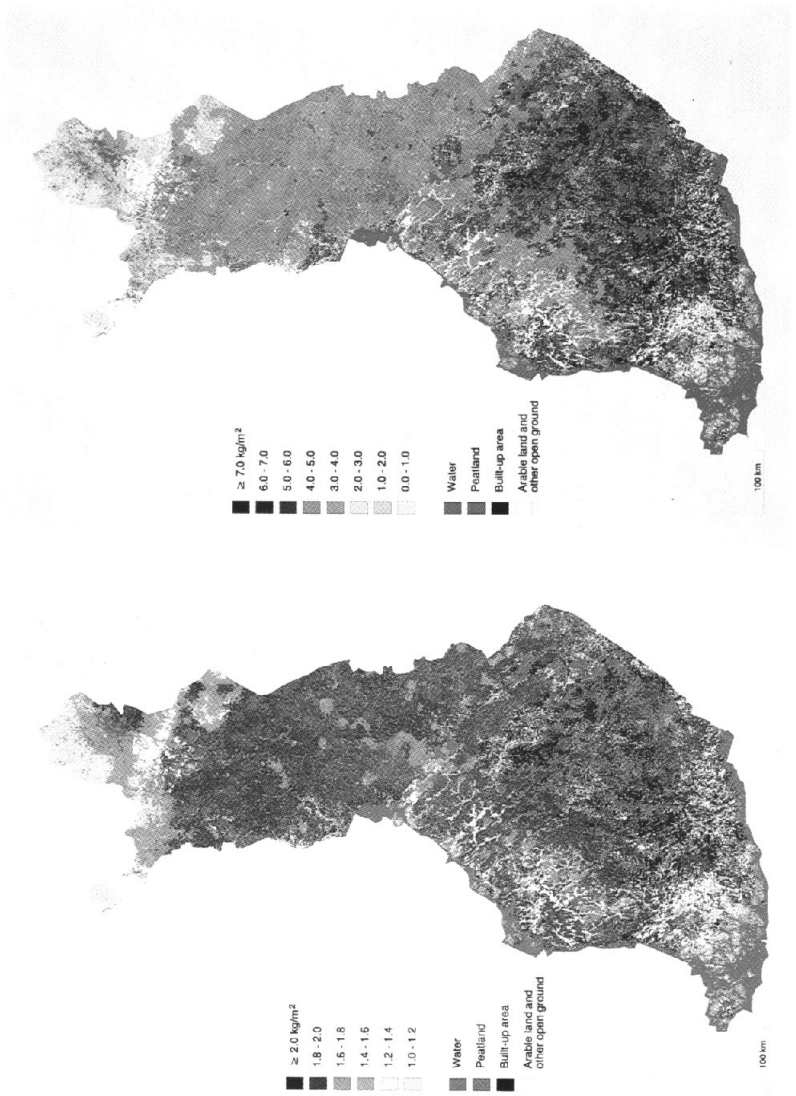 ≥ 7.0 kg/m²
6.0 - 7.0
5.0 - 6.0
4.0 - 5.0
3.0 - 4.0
2.0 - 3.0
1.0 - 2.0
0.0 - 1.0
Water
Peatland
Built-up area
Arable land and
other open ground
100 km
≥ 2.0 kg/m²
1.8 - 2.0
1.6 - 1.8
1.4 - 1.6
1.2 - 1.4
1.0 - 1.2
Water
Peatland
Built-up area
Arable land and
other open ground
100 km